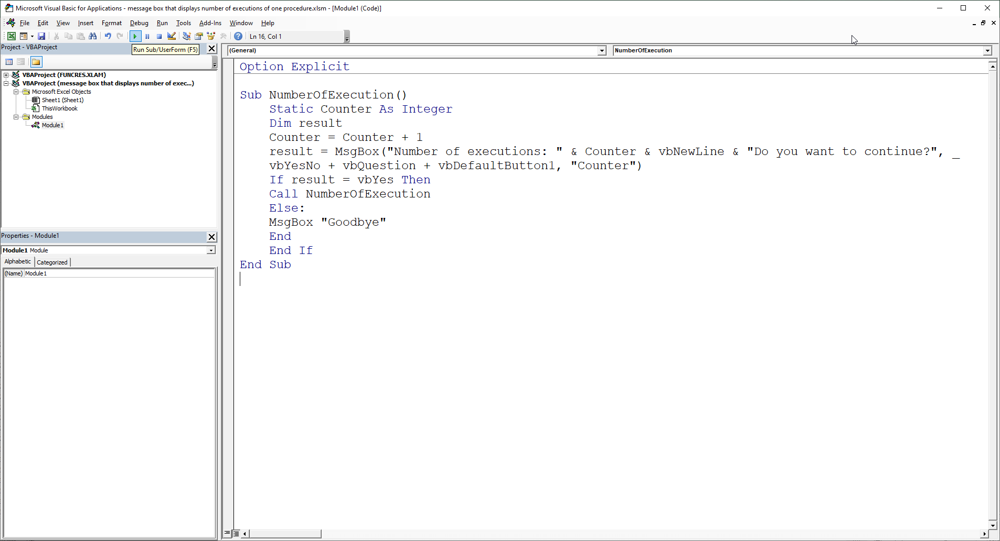 Microsoft Visual Basic for Applications - message box that displays number of executions of one procedure.xlsm - [Module1 (Code)]
File Edit View Insert Format Debug Run Tools Add-Ins Window Help
Ln 16, Col 1
Project - VBAProject
Run Sub/UserForm (F5)
VBAProject (FUNCRES.XLAM)
VBAProject (message box that displays number of exec...)
Microsoft Excel Objects
Sheet1 (Sheet1)
ThisWorkbook
Modules
Module1
Properties - Module1
Module1 Module
Alphabetic Categorized
(Name) Module1
(General) NumberOfExecution
Option Explicit
Sub NumberOfExecution()
Static Counter As Integer
Dim result
Counter = Counter + 1
result = MsgBox("Number of executions: " & Counter & vbNewLine & "Do you want to continue?", _
vbYesNo + vbQuestion + vbDefaultButton1, "Counter")
If result = vbYes Then
Call NumberOfExecution
Else:
MsgBox "Goodbye"
End
End If
End Sub